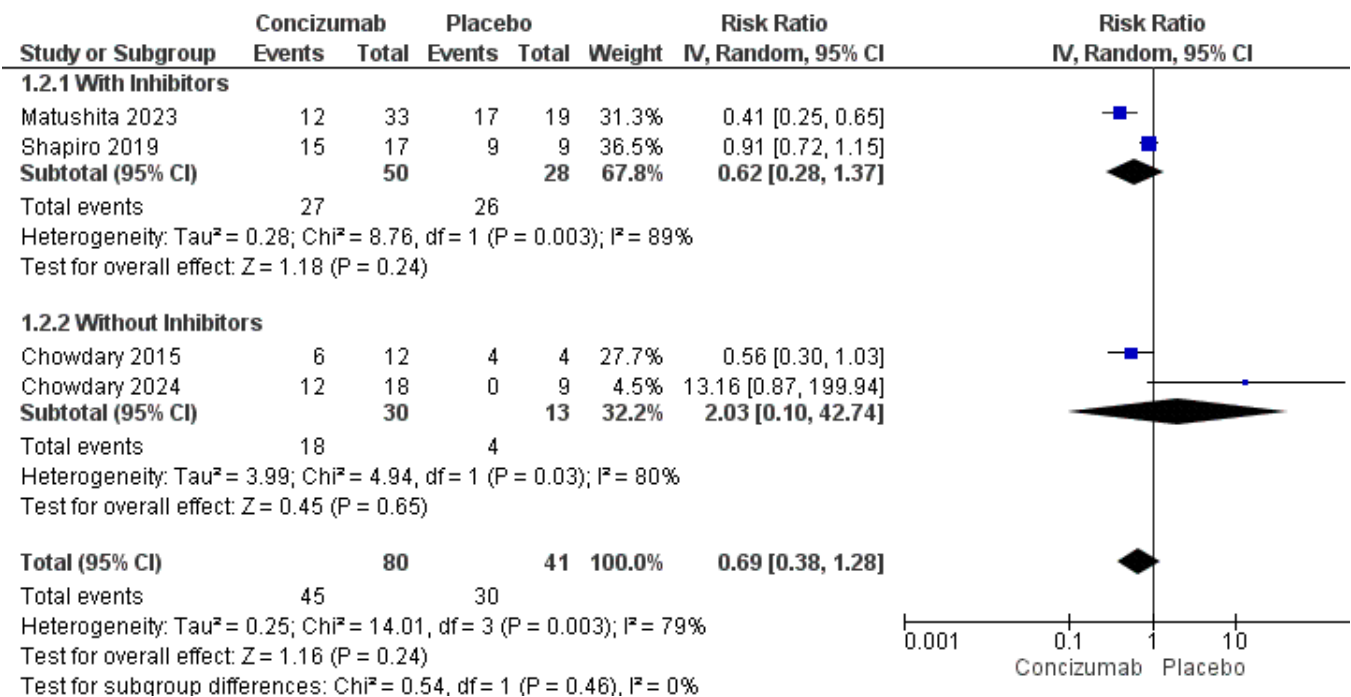 Concizumab Placebo Risk Ratio Risk Ratio
Study or Subgroup Events Total Events Total Weight IV, Random, 95% CI IV, Random, 95% CI
1.2.1 With Inhibitors
Matushita 2023 12 33 17 19 31.3% 0.41 [0.25, 0.65]
Shapiro 2019 15 17 9 9 36.5% 0.91 [0.72, 1.15]
Subtotal (95% CI) 50 28 67.8% 0.62 [0.28, 1.37]
Total events 27 26
Heterogeneity: Tau² = 0.28; Chi² = 8.76, df = 1 (P = 0.003); I² = 89%
Test for overall effect: Z = 1.18 (P = 0.24)
1.2.2 Without Inhibitors
Chowdary 2015 6 12 4 4 27.7% 0.56 [0.30, 1.03]
Chowdary 2024 12 18 0 9 4.5% 13.16 [0.87, 199.94]
Subtotal (95% CI) 30 13 32.2% 2.03 [0.10, 42.74]
Total events 18 4
Heterogeneity: Tau² = 3.99; Chi² = 4.94, df = 1 (P = 0.03); I² = 80%
Test for overall effect: Z = 0.45 (P = 0.65)
Total (95% CI) 80 41 100.0% 0.69 [0.38, 1.28]
Total events 45 30
Heterogeneity: Tau² = 0.25; Chi² = 14.01, df = 3 (P = 0.003); I² = 79%
Test for overall effect: Z = 1.16 (P = 0.24)
Test for subgroup differences: Chi² = 0.54, df = 1 (P = 0.46), I² = 0%
0.001 0.1 1 10
Concizumab Placebo